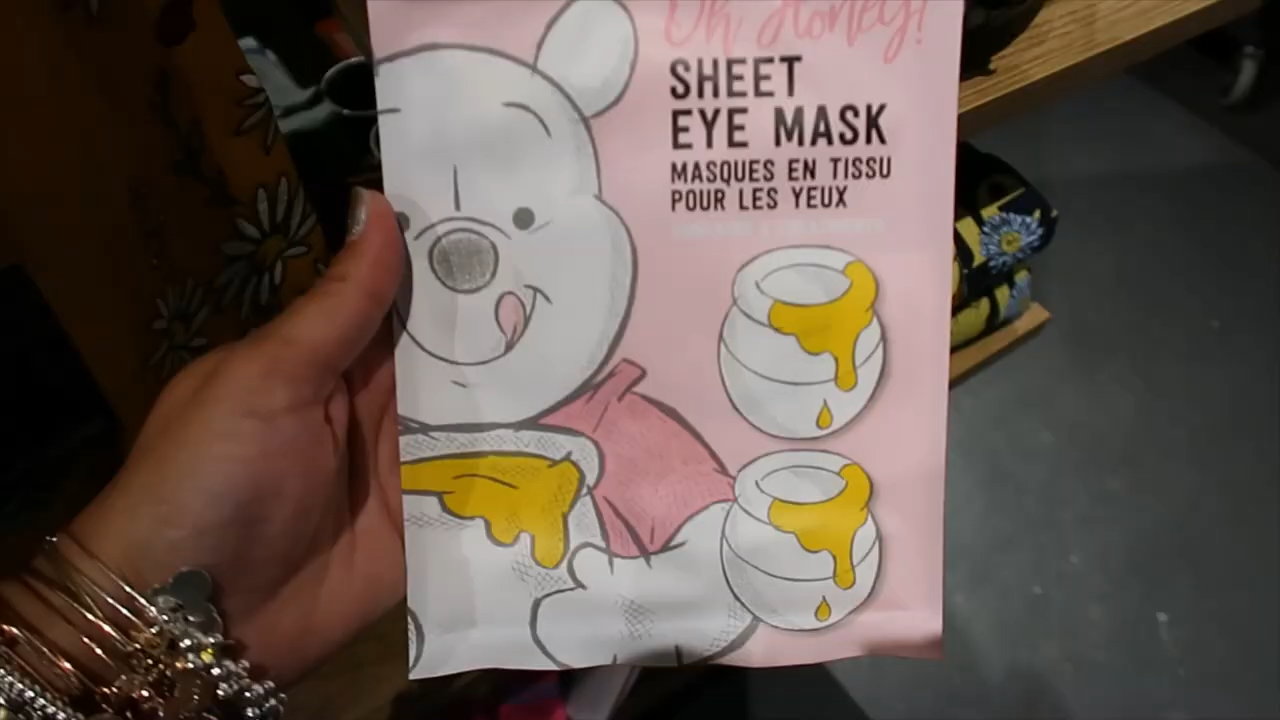 Oh Honey!
SHEET
EYE MASK
MASQUES EN TISSU
POUR LES YEUX